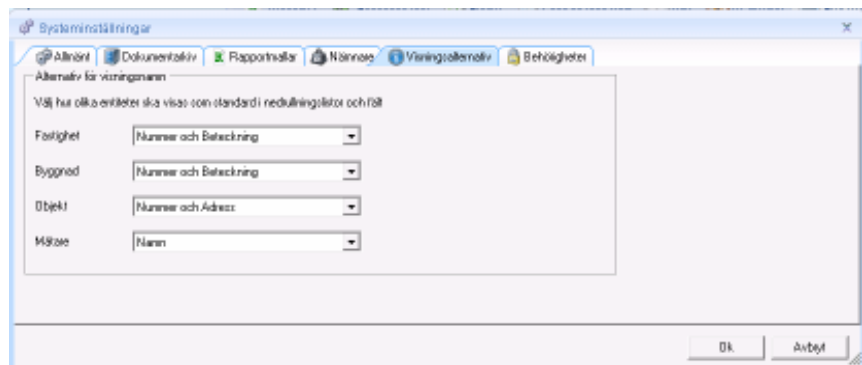 Systeminställningar
Allmänt Dokumentarkiv Rapportmallar Nämnare Visningsalternativ Behörigheter
Alternativ för visningsnamn
Välj hur olika entiteter ska visas som standard i nedrullningslistor och fält
Fastighet Nummer och Beteckning
Byggnad Nummer och Beteckning
Objekt Nummer och Adress
Mätare Namn
Ok Avbryt